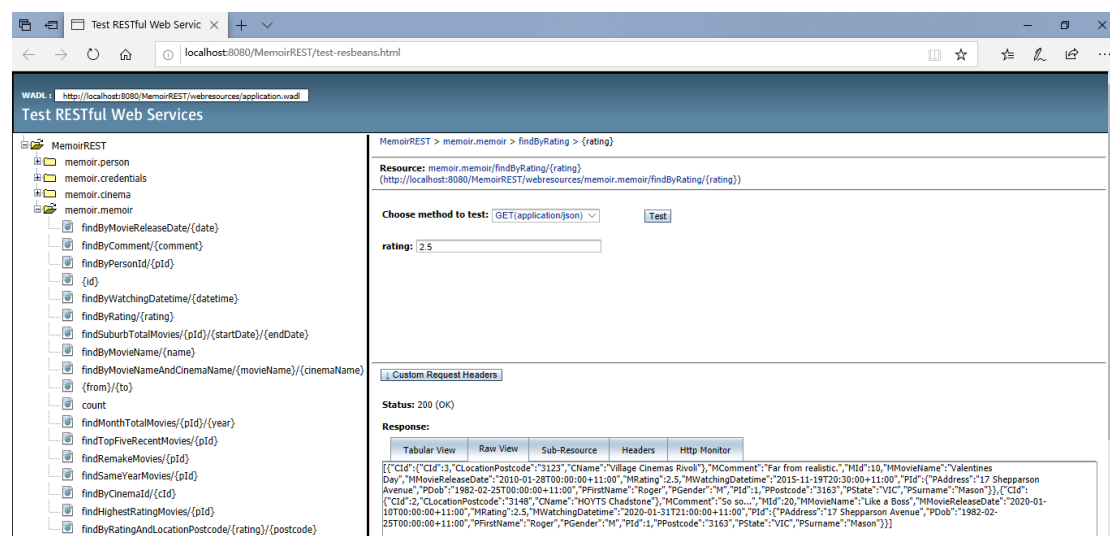 Test RESTful Web Servic
localhost:8080/MemoirREST/test-resbeans.html
WADL : http://localhost:8080/MemoirREST/webresources/application.wadl
Test RESTful Web Services
MemoirREST
memoir.person
memoir.credentials
memoir.cinema
memoir.memoir
findByMovieReleaseDate/{date}
findByComment/{comment}
findByPersonId/{pId}
{id}
findByWatchingDatetime/{datetime}
findByRating/{rating}
findSuburbTotalMovies/{pId}/{startDate}/{endDate}
findByMovieName/{name}
findByMovieNameAndCinemaName/{movieName}/{cinemaName}
{from}/{to}
count
findMonthTotalMovies/{pId}/{year}
findTopFiveRecentMovies/{pId}
findRemakeMovies/{pId}
findSameYearMovies/{pId}
findByCinemaId/{cId}
findHighestRatingMovies/{pId}
findByRatingAndLocationPostcode/{rating}/{postcode}
MemoirREST > memoir.memoir > findByRating > {rating}
Resource: memoir.memoir/findByRating/{rating}
(http://localhost:8080/MemoirREST/webresources/memoir.memoir/findByRating/{rating})
Choose method to test: GET(application/json) Test
rating: 2.5
↓ Custom Request Headers
Status: 200 (OK)
Response:
Tabular View Raw View Sub-Resource Headers Http Monitor
[{"CId":{"CId":3,"CLocationPostcode":"3123","CName":"Village Cinemas Rivoli"},"MComment":"Far from realistic.","MId":10,"MMovieName":"Valentines
Day","MMovieReleaseDate":"2010-01-28T00:00:00+11:00","MRating":2.5,"MWatchingDatetime":"2015-11-19T20:30:00+11:00","PId":{"PAddress":"17 Shepparson
Avenue","PDob":"1982-02-25T00:00:00+11:00","PFirstName":"Roger","PGender":"M","PId":1,"PPostcode":"3163","PState":"VIC","PSurname":"Mason"}},{"CId":
{"CId":2,"CLocationPostcode":"3148","CName":"HOYTS Chadstone"},"MComment":"So so...","MId":20,"MMovieName":"Like a Boss","MMovieReleaseDate":"2020-01-
10T00:00:00+11:00","MRating":2.5,"MWatchingDatetime":"2020-01-31T21:00:00+11:00","PId":{"PAddress":"17 Shepparson Avenue","PDob":"1982-02-
25T00:00:00+11:00","PFirstName":"Roger","PGender":"M","PId":1,"PPostcode":"3163","PState":"VIC","PSurname":"Mason"}}]